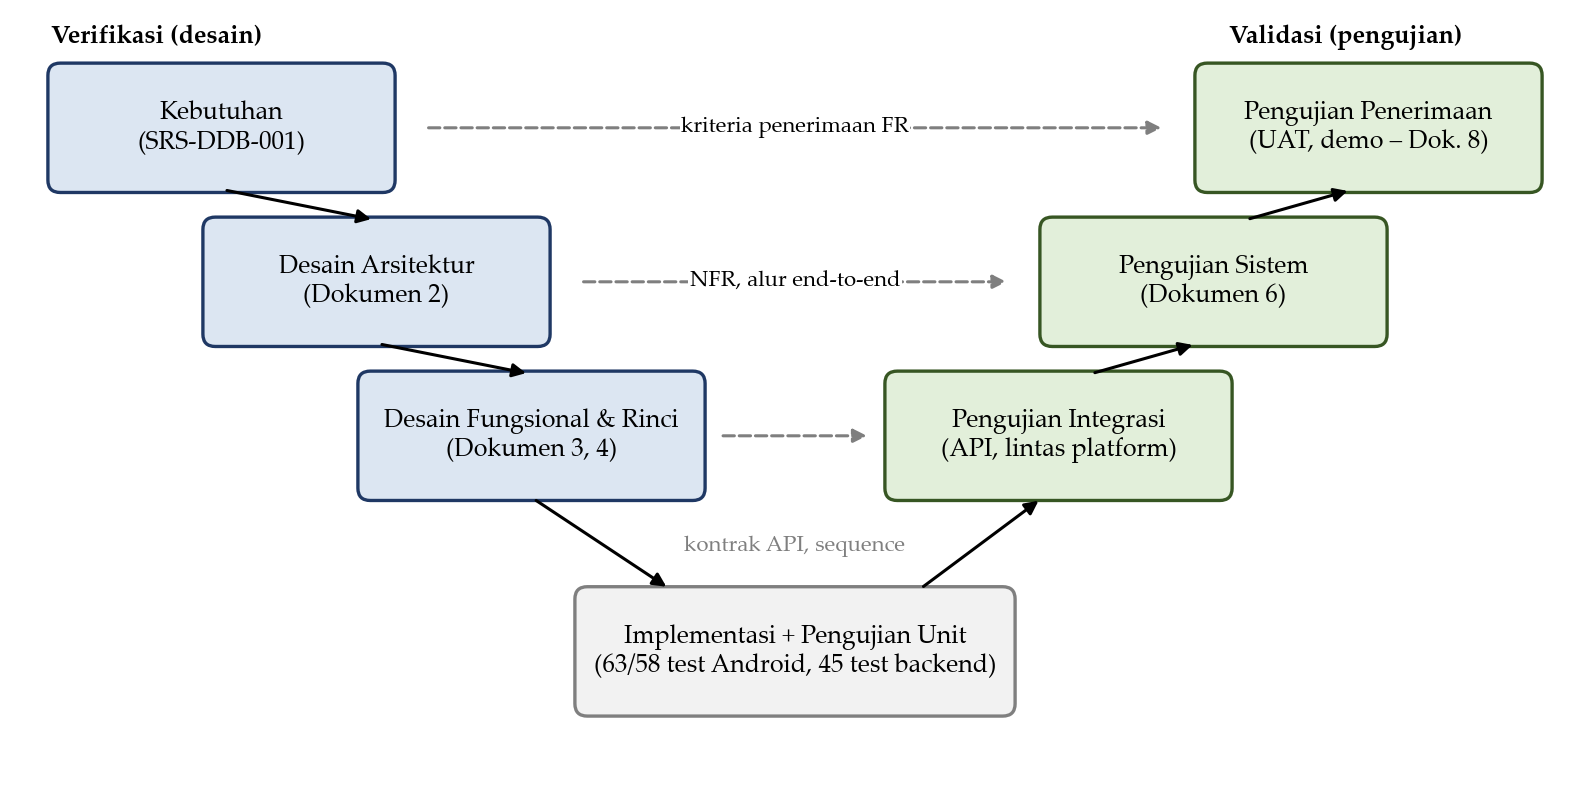 Verifikasi (desain)
Validasi (pengujian)
Kebutuhan
(SRS-DDB-001)
kriteria penerimaan FR
Pengujian Penerimaan
(UAT, demo – Dok. 8)
Desain Arsitektur
(Dokumen 2)
NFR, alur end-to-end
Pengujian Sistem
(Dokumen 6)
Desain Fungsional & Rinci
(Dokumen 3, 4)
Pengujian Integrasi
(API, lintas platform)
kontrak API, sequence
Implementasi + Pengujian Unit
(63/58 test Android, 45 test backend)